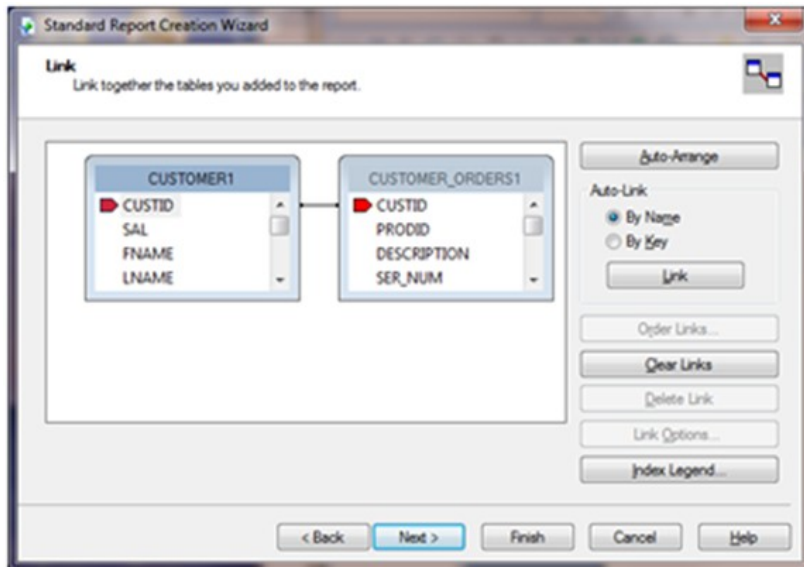 Standard Report Creation Wizard
Link
Link together the tables you added to the report.
CUSTOMER1
CUSTID
SAL
FNAME
LNAME
CUSTOMER_ORDERS1
CUSTID
PRODID
DESCRIPTION
SER_NUM
Auto-Arrange
Auto-Link
By Name
By Key
Link
Order Links...
Clear Links
Delete Link
Link Options...
Index Legend...
< Back
Next >
Finish
Cancel
Help